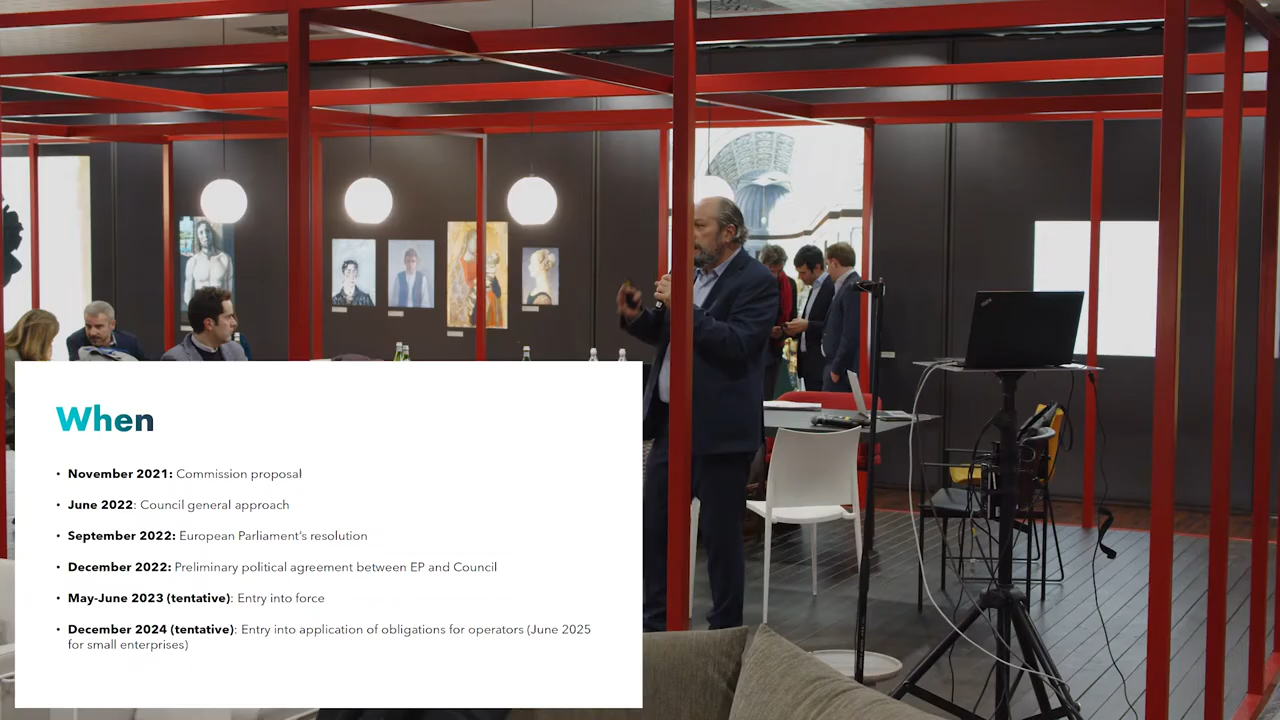 When
• November 2021: Commission proposal
• June 2022: Council general approach
• September 2022: European Parliament's resolution
• December 2022: Preliminary political agreement between EP and Council
• May-June 2023 (tentative): Entry into force
• December 2024 (tentative): Entry into application of obligations for operators (June 2025
for small enterprises)
ThinkPad